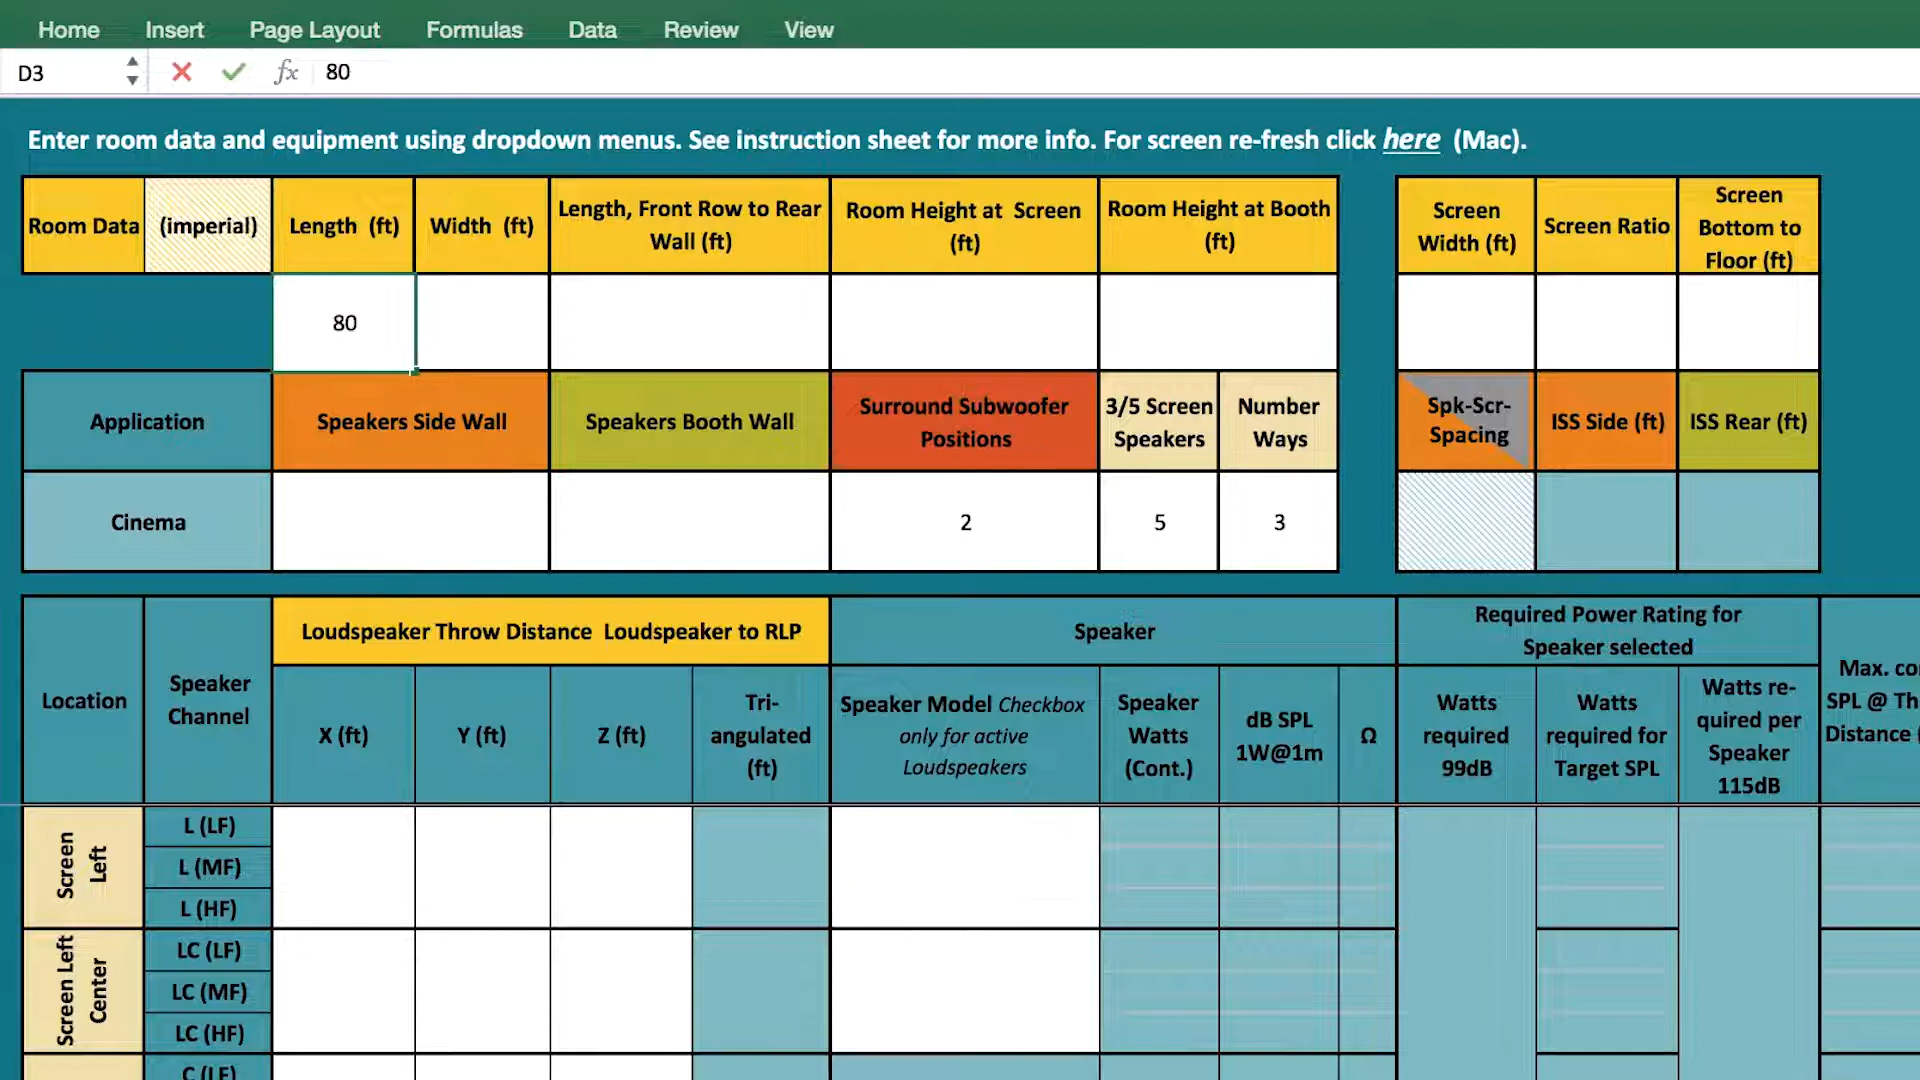 Home Insert Page Layout Formulas Data Review View
D3 fx 80
Enter room data and equipment using dropdown menus. See instruction sheet for more info. For screen re-fresh click here (Mac).
Room Data
(imperial)
Length (ft)
Width (ft)
Length, Front Row to Rear
Wall (ft)
Room Height at Screen
(ft)
Room Height at Booth
(ft)
Screen
Width (ft)
Screen Ratio
Screen
Bottom to
Floor (ft)
80
Application
Speakers Side Wall
Speakers Booth Wall
Surround Subwoofer
Positions
3/5 Screen
Speakers
Number
Ways
Spk-Scr-
Spacing
ISS Side (ft)
ISS Rear (ft)
Cinema
2
5
3
Location
Speaker
Channel
Loudspeaker Throw Distance Loudspeaker to RLP
Speaker
Required Power Rating for
Speaker selected
X (ft)
Y (ft)
Z (ft)
Tri-
angulated
(ft)
Speaker Model Checkbox
only for active
Loudspeakers
Speaker
Watts
(Cont.)
dB SPL
1W@1m
Ω
Watts
required
99dB
Watts
required for
Target SPL
Watts re-
quired per
Speaker
115dB
Max.
SPL @
Distance
Screen
Left
L (LF)
L (MF)
L (HF)
Screen Left
Center
LC (LF)
LC (MF)
LC (HF)
C (LF)